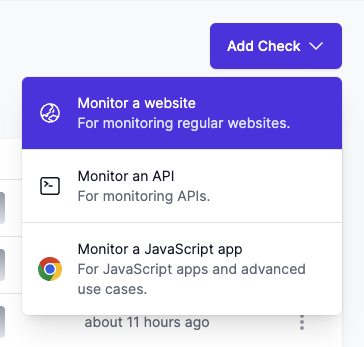 Add Check
Monitor a website
For monitoring regular websites.
Monitor an API
For monitoring APIs.
Monitor a JavaScript app
For JavaScript apps and advanced
use cases.
about 11 hours ago